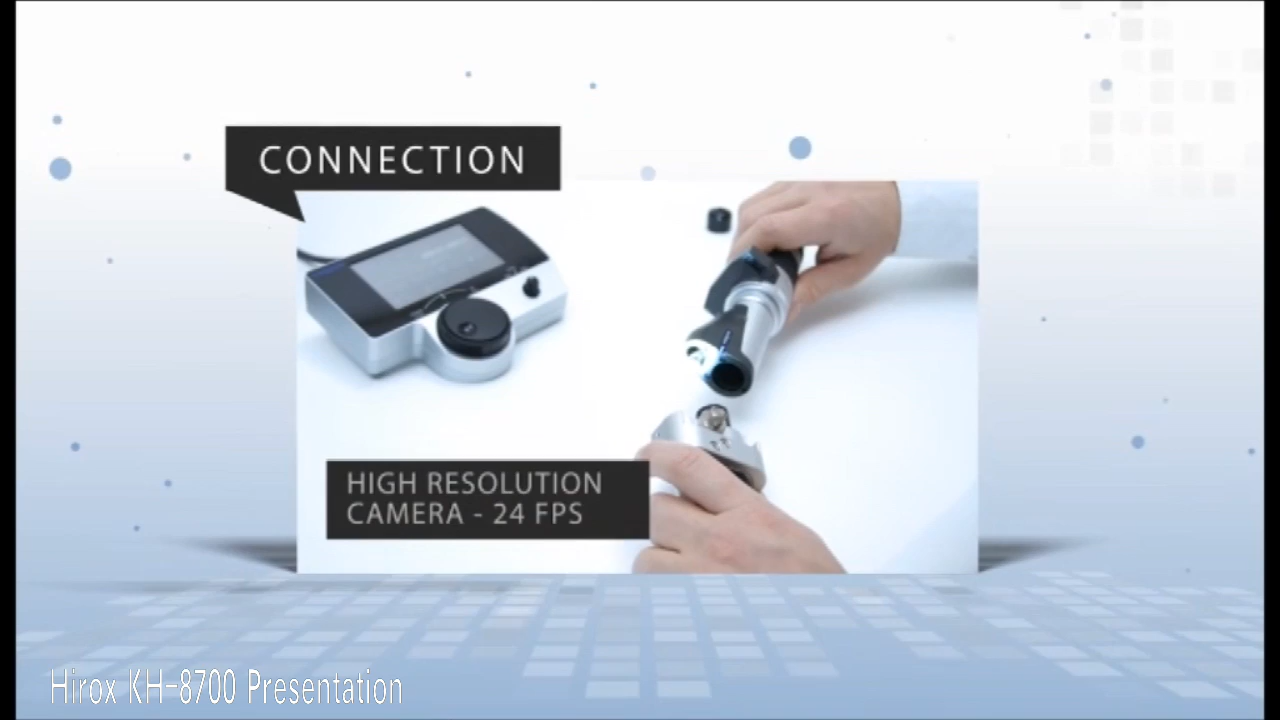 CONNECTION
HIGH RESOLUTION
CAMERA - 24 FPS
Hirox KH-8700 Presentation